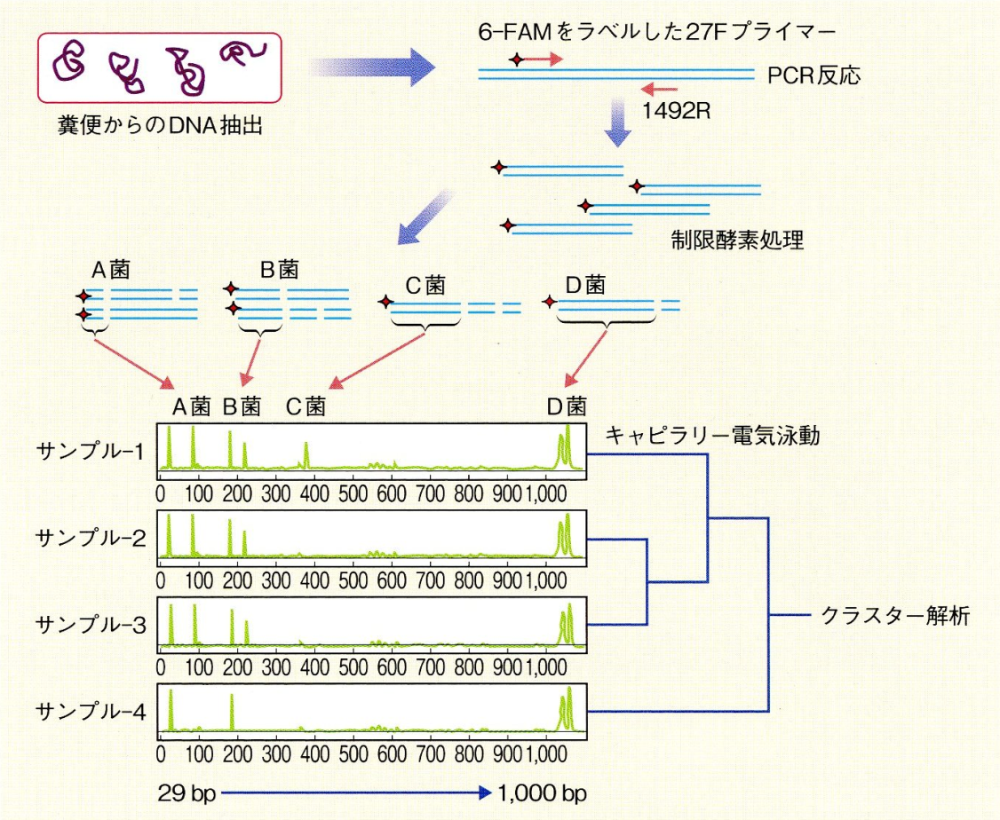 6-FAMをラベルした27Fプライマー
PCR反応
1492R
糞便からのDNA抽出
制限酵素処理
A菌 B菌 C菌 D菌
A菌 B菌 C菌 D菌
サンプル-1
キャピラリー電気泳動
0 100 200 300 400 500 600 700 800 900 1,000
サンプル-2
0 100 200 300 400 500 600 700 800 900 1,000
サンプル-3
クラスター解析
0 100 200 300 400 500 600 700 800 900 1,000
サンプル-4
0 100 200 300 400 500 600 700 800 900 1,000
29 bp 1,000 bp